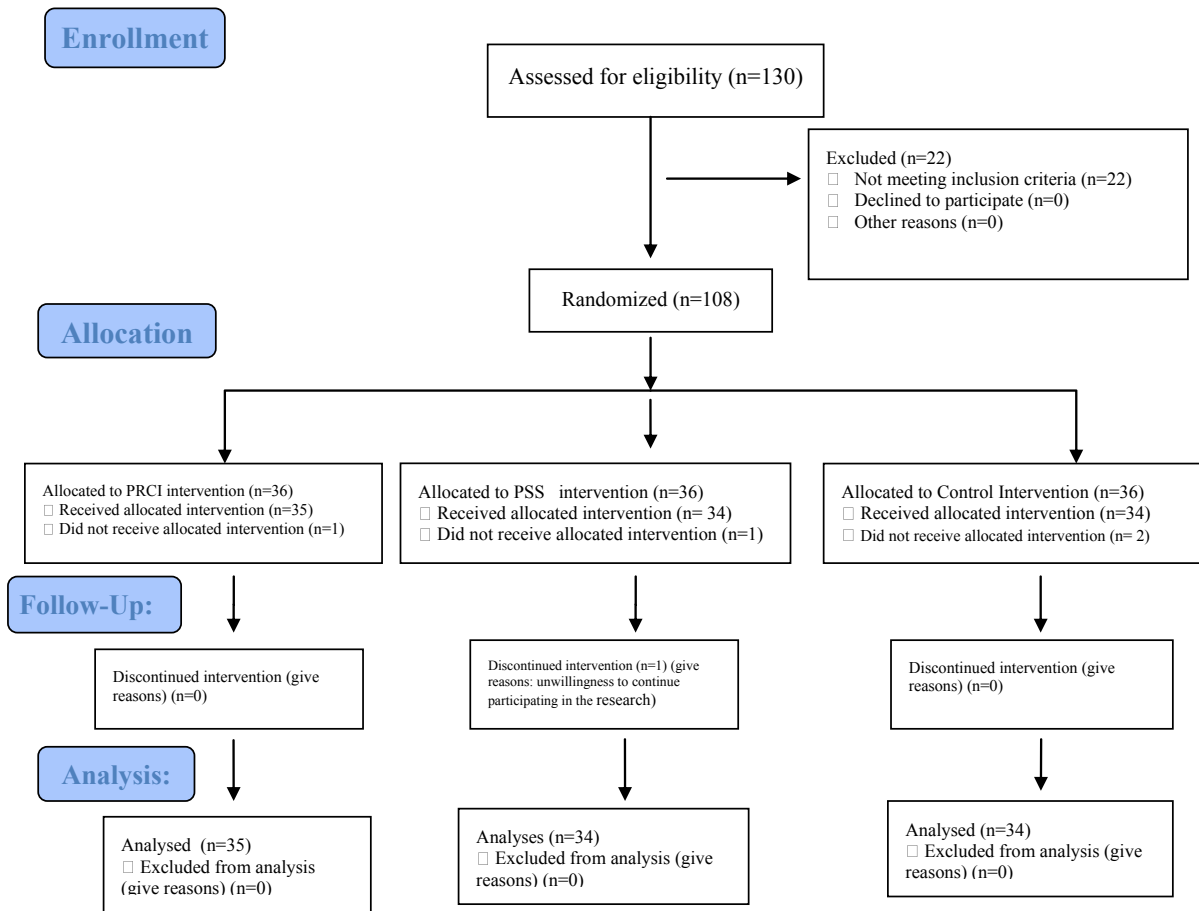 Enrollment
Assessed for eligibility (n=130)
Excluded (n=22)
Not meeting inclusion criteria (n=22)
Declined to participate (n=0)
Other reasons (n=0)
Randomized (n=108)
Allocation
Allocated to PRCI intervention (n=36)
Received allocated intervention (n=35)
Did not receive allocated intervention (n=1)
Allocated to PSS intervention (n=36)
Received allocated intervention (n= 34)
Did not receive allocated intervention (n=1)
Allocated to Control Intervention (n=36)
Received allocated intervention (n=34)
Did not receive allocated intervention (n= 2)
Follow-Up:
Discontinued intervention (give
reasons) (n=0)
Discontinued intervention (n=1) (give
reasons: unwillingness to continue
participating in the research)
Discontinued intervention (give
reasons) (n=0)
Analysis:
Analysed (n=35)
Excluded from analysis
(give reasons) (n=0)
Analyses (n=34)
Excluded from analysis (give
reasons) (n=0)
Analysed (n=34)
Excluded from analysis (give
reasons) (n=0)